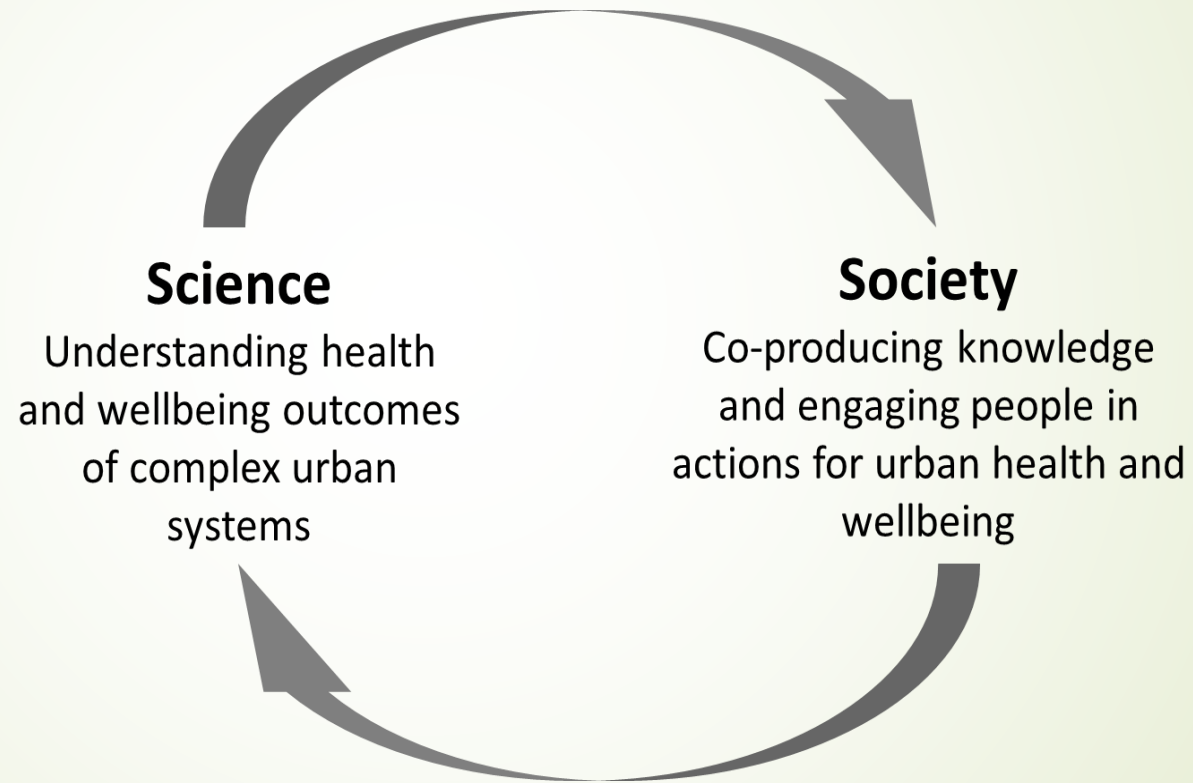 Science
Understanding health
and wellbeing outcomes
of complex urban
systems
Society
Co-producing knowledge
and engaging people in
actions for urban health and
wellbeing